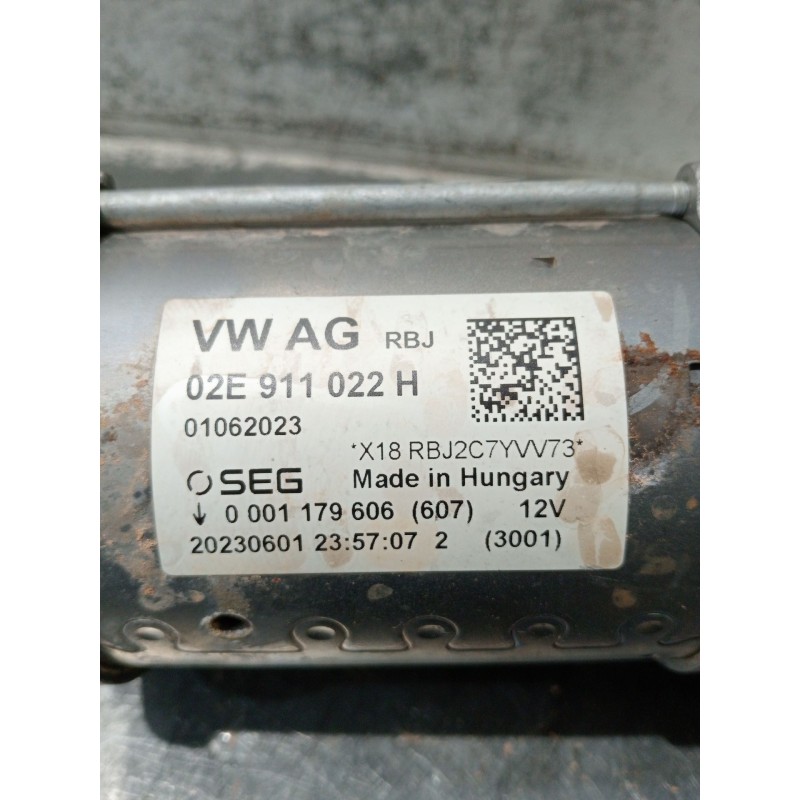 VW AG RBJ
02E 911 022 H
01062023
*X18 RBJ2C7YVV73*
SEG Made in Hungary
0 001 179 606 (607) 12V
20230601 23:57:07 2 (3001)